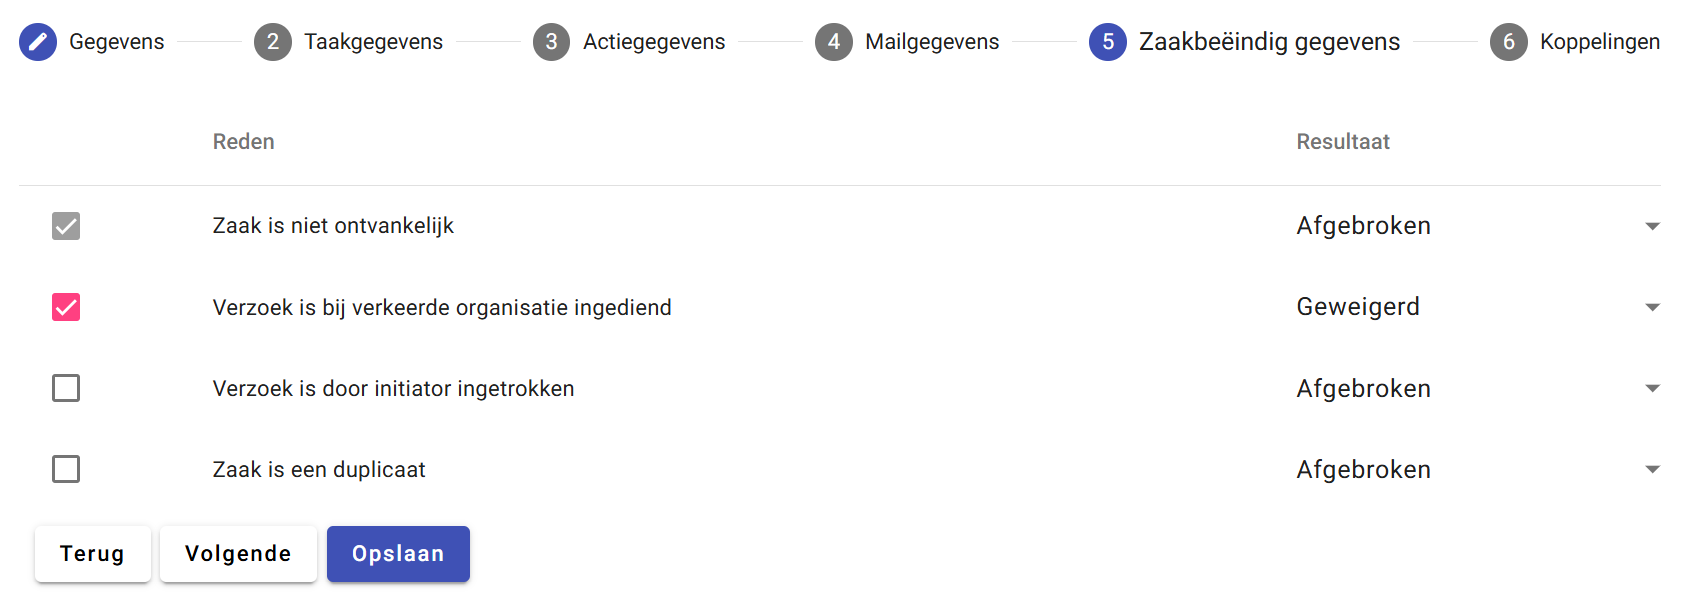 Gegevens 2 Taakgegevens 3 Actiegegevens 4 Mailgegevens 5 Zaakbeëindig gegevens 6 Koppelingen
Reden Resultaat
Zaak is niet ontvankelijk Afgebroken
Verzoek is bij verkeerde organisatie ingediend Geweigerd
Verzoek is door initiator ingetrokken Afgebroken
Zaak is een duplicaat Afgebroken
Terug Volgende Opslaan